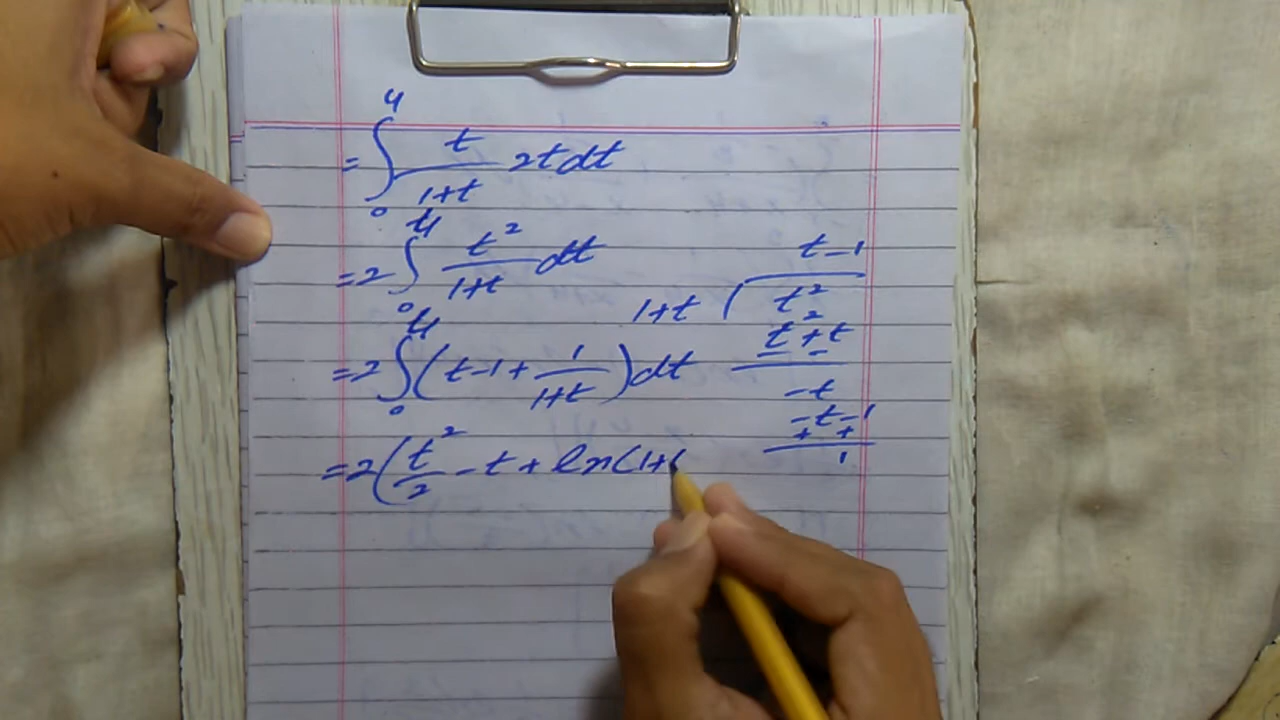 = ∫₀⁴ t/(1+t) 2t dt
= 2 ∫₀⁴ t²/(1+t) dt
= 2 ∫₀⁴ (t-1 + 1/(1+t)) dt
= 2 (t²/2 - t + ln(1+
t-1
1+t ( t²
t²+t
- -
-t
-t-1
+ +
1